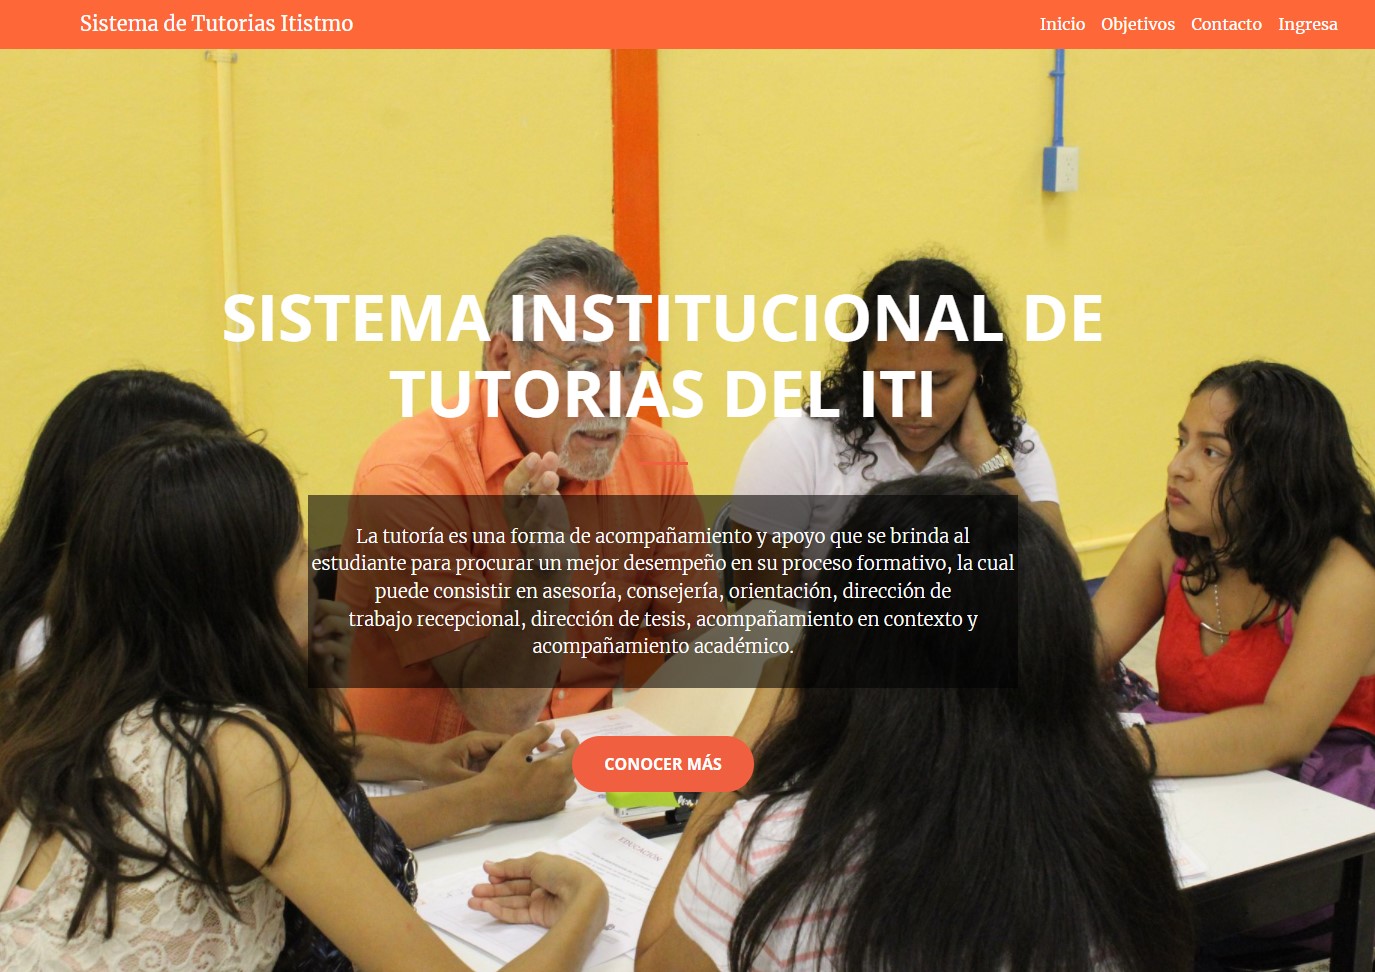 Sistema de Tutorias Itistmo
Inicio Objetivos Contacto Ingresa
SISTEMA INSTITUCIONAL DE
TUTORIAS DEL ITI
La tutoría es una forma de acompañamiento y apoyo que se brinda al
estudiante para procurar un mejor desempeño en su proceso formativo, la cual
puede consistir en asesoría, consejería, orientación, dirección de
trabajo recepcional, dirección de tesis, acompañamiento en contexto y
acompañamiento académico.
CONOCER MÁS
EDUCACIÓN